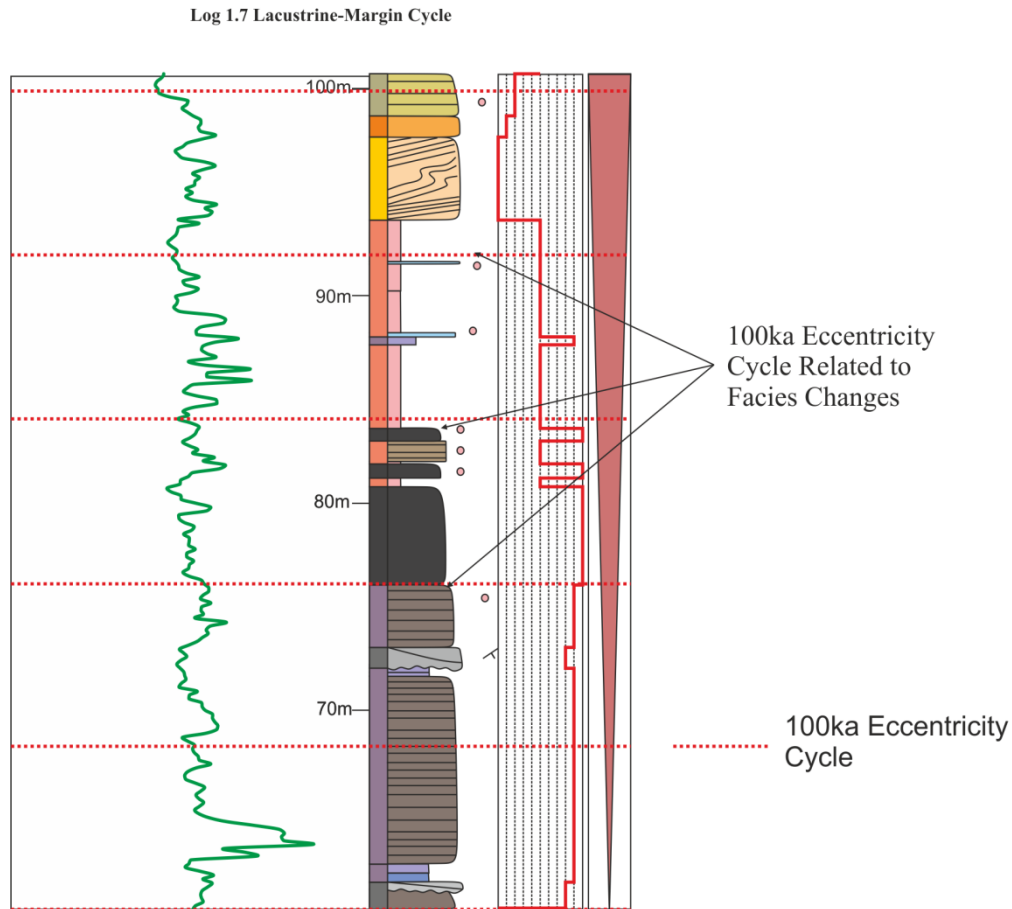 Log 1.7 Lacustrine-Margin Cycle
100m
90m
80m
70m
100ka Eccentricity
Cycle Related to
Facies Changes
100ka Eccentricity
Cycle